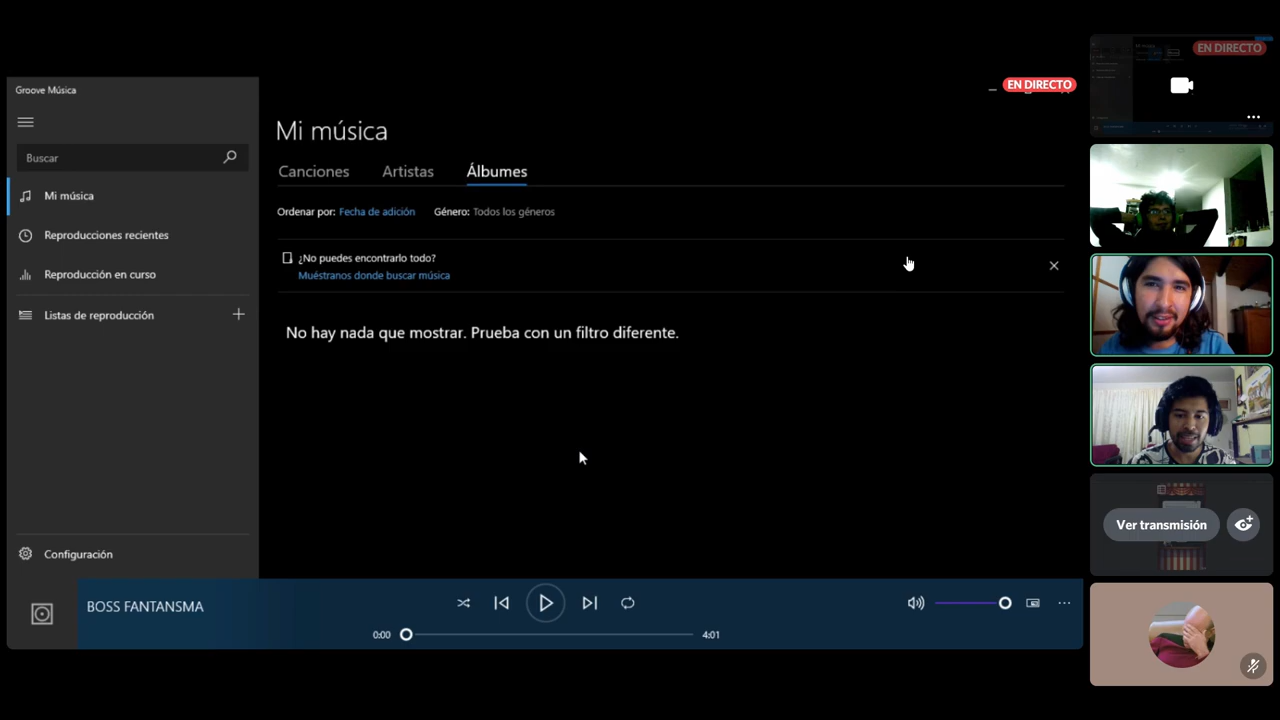 Groove Música
EN DIRECTO
EN DIRECTO
Buscar
Mi música
Reproducciones recientes
Reproducción en curso
Listas de reproducción
Configuración
Mi música
Canciones Artistas Álbumes
Ordenar por: Fecha de adición Género: Todos los géneros
¿No puedes encontrarlo todo?
Muéstranos donde buscar música
No hay nada que mostrar. Prueba con un filtro diferente.
BOSS FANTANSMA
0:00
4:01
Ver transmisión